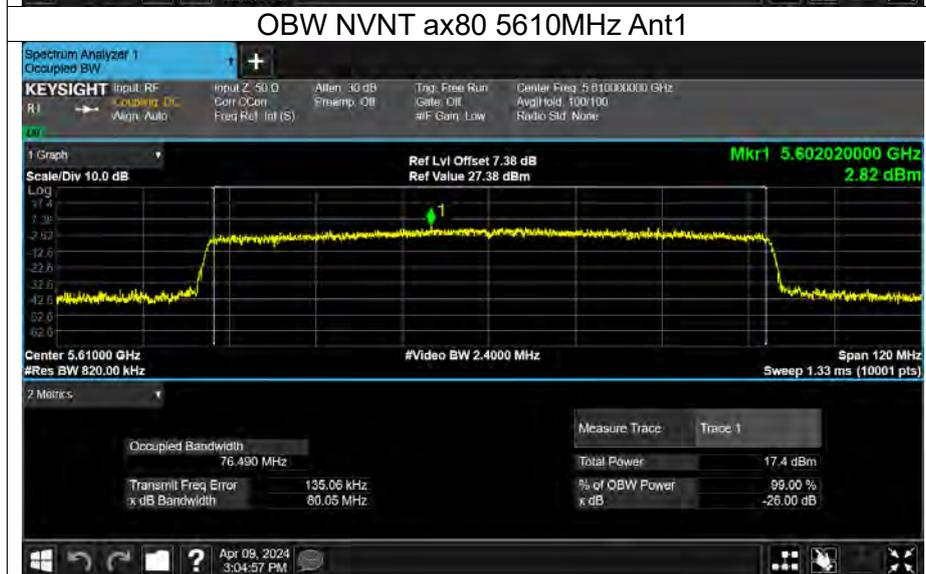 OBW NVNT ax80 5610MHz Ant1
Spectrum Analyzer 1
Occupied BW
+
KEYSIGHT Input: RF Input Z: 50 Ω Atten: 30 dB Trig: Free Run Center Freq: 5.610000000 GHz
Coupling: DC Corr CCorr Preamp: Off Gate: Off Avg|Hold: 100/100
Align: Auto Freq Ref: Int (S) #IF Gain: Low Radio Std: None
1 Graph
Ref Lvl Offset 7.38 dB Mkr1 5.602020000 GHz
Scale/Div 10.0 dB Ref Value 27.38 dBm 2.82 dBm
Log
17.4
7.38
-2.62
-12.6
-22.6
-32.6
-42.6
-52.6
-62.6
1
Center 5.61000 GHz #Video BW 2.4000 MHz Span 120 MHz
#Res BW 820.00 kHz Sweep 1.33 ms (10001 pts)
2 Metrics
Measure Trace Trace 1
Occupied Bandwidth
76.490 MHz Total Power 17.4 dBm
Transmit Freq Error 135.06 kHz % of OBW Power 99.00 %
x dB Bandwidth 80.05 MHz x dB -26.00 dB
? Apr 09, 2024
3:04:57 PM